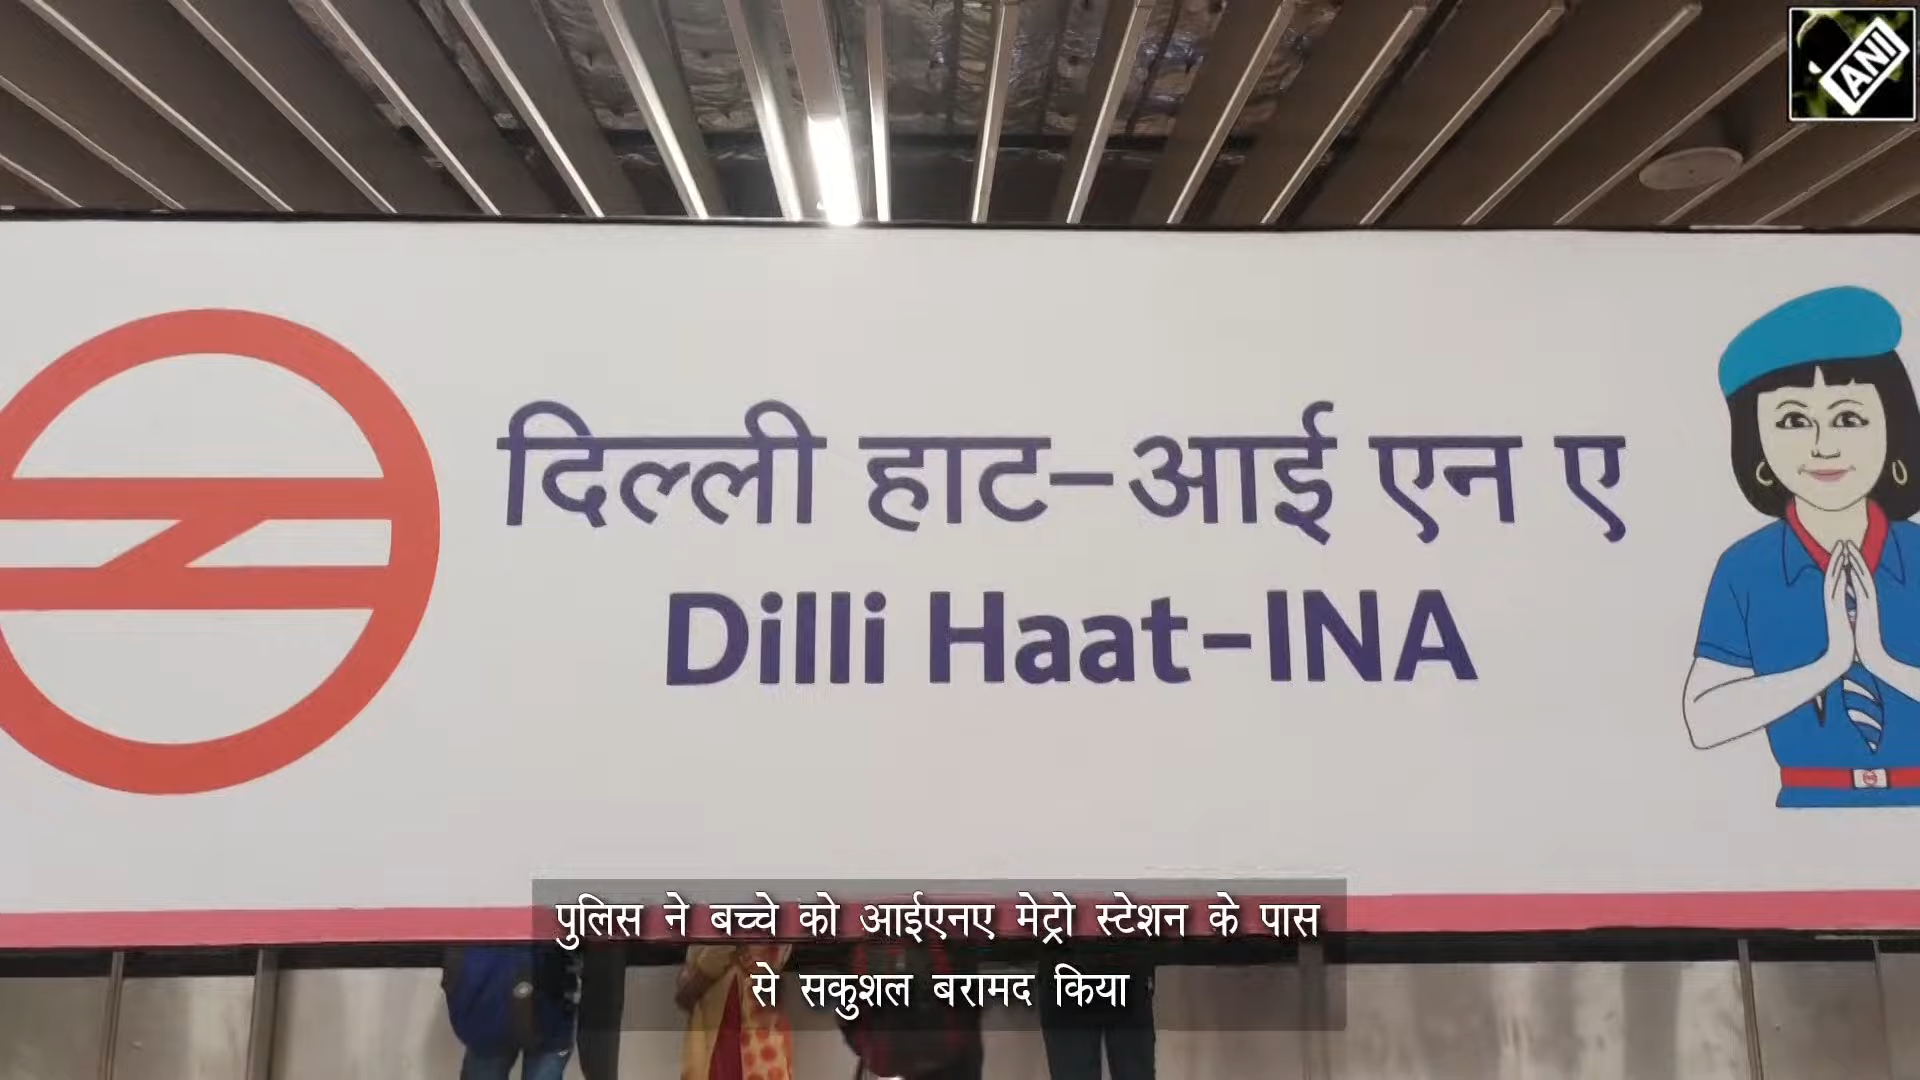 ANI
दिल्ली हाट-आई एन ए
Dilli Haat-INA
पुलिस ने बच्चे को आईएनए मेट्रो स्टेशन के पास
से सकुशल बरामद किया